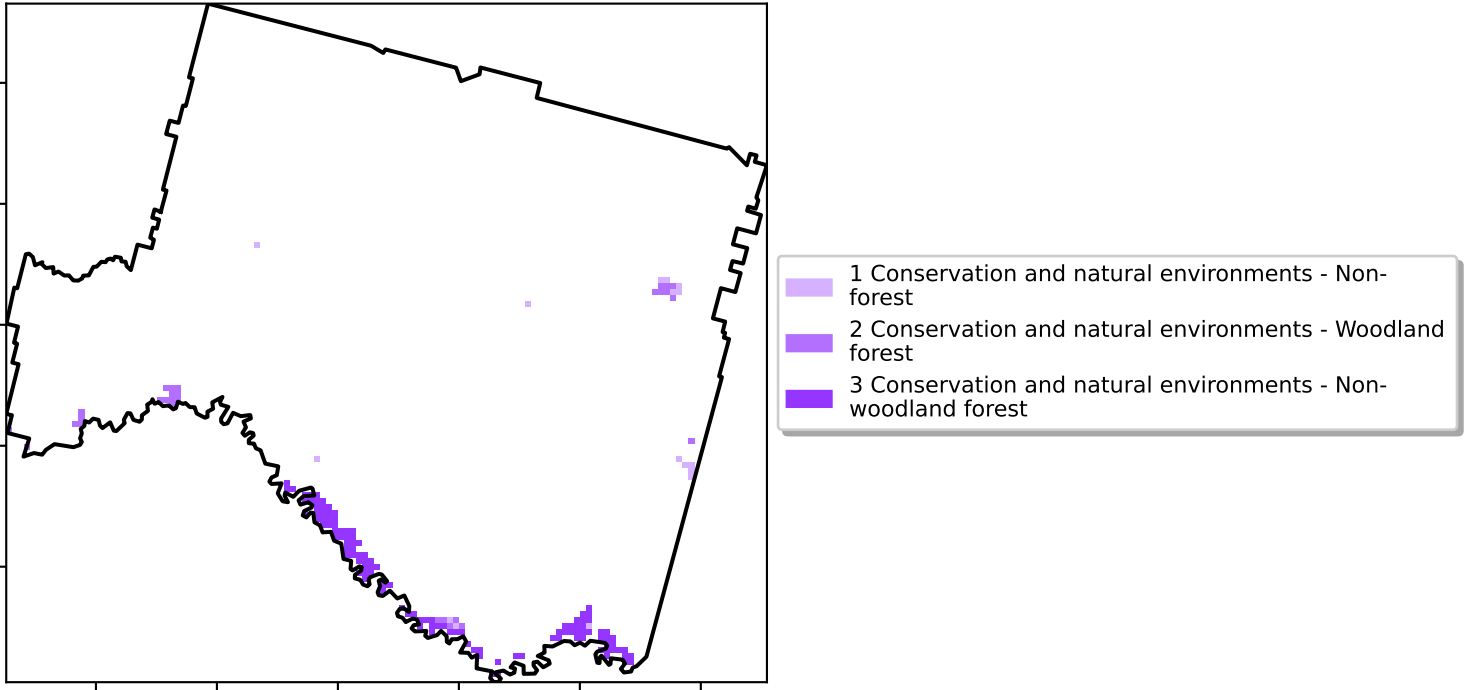 1 Conservation and natural environments - Non-
forest
2 Conservation and natural environments - Woodland
forest
3 Conservation and natural environments - Non-
woodland forest